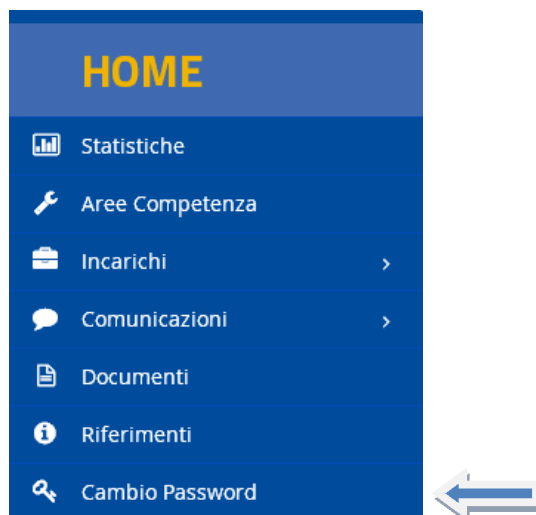 HOME
Statistiche
Aree Competenza
Incarichi
Comunicazioni
Documenti
Riferimenti
Cambio Password